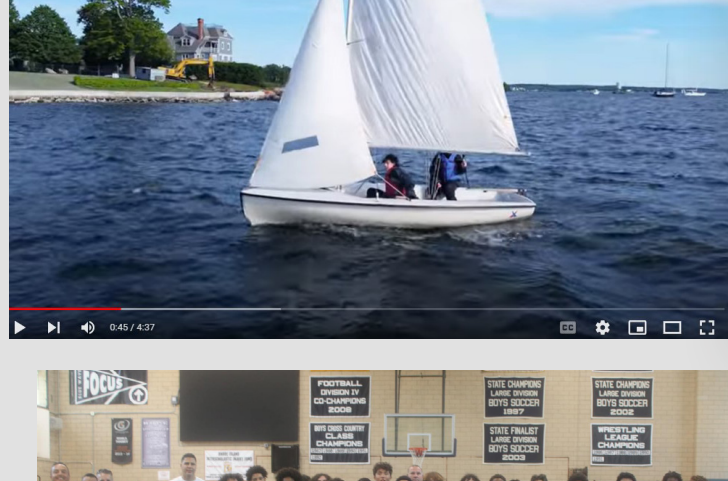 0:45 / 4:37
CC
FOCUS
FOOTBALL
DIVISION IV
CO-CHAMPIONS
2008
STATE CHAMPIONS
LARGE DIVISION
BOYS SOCCER
1997
STATE CHAMPIONS
LARGE DIVISION
BOYS SOCCER
2002
BOYS CROSS COUNTRY
CLASS
CHAMPIONS
STATE FINALIST
LARGE DIVISION
BOYS SOCCER
2003
WRESTLING
LEAGUE
CHAMPIONS